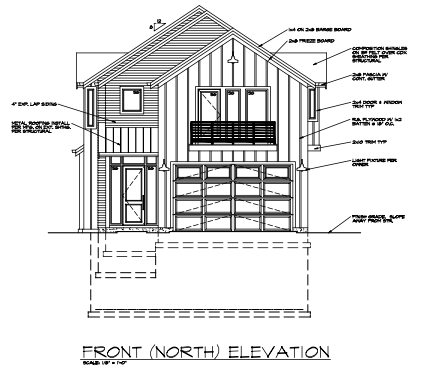 12
8
1x4 ON 2x8 BARGE BOARD
2x8 FRIEZE BOARD
COMPOSITION SHINGLES
ON 15# FELT OVER CDX
SHEATHING PER
STRUCTURAL
2x8 FASCIA W/
CONT. GUTTER
4" EXP. LAP SIDING
2x4 DOOR & WINDOW
TRIM TYP
METAL ROOFING INSTALL
PER MFR. ON EXT. SHTG.
PER STRUCTURAL
R.S. PLYWOOD W/ 1x2
BATTEN @ 16" O.C.
2x10 TRIM TYP
LIGHT FIXTURE PER
OWNER
FINISH GRADE, SLOPE
AWAY FROM STR.
FRONT (NORTH) ELEVATION
SCALE: 1/8" = 1'-0"